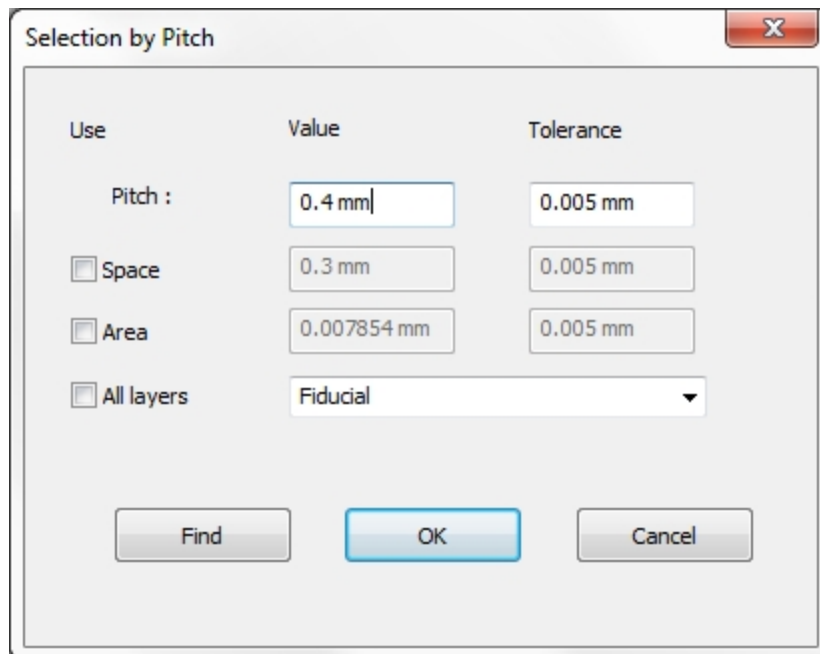 Selection by Pitch
Use Value Tolerance
Pitch : 0.4 mm 0.005 mm
Space 0.3 mm 0.005 mm
Area 0.007854 mm 0.005 mm
All layers Fiducial
Find OK Cancel